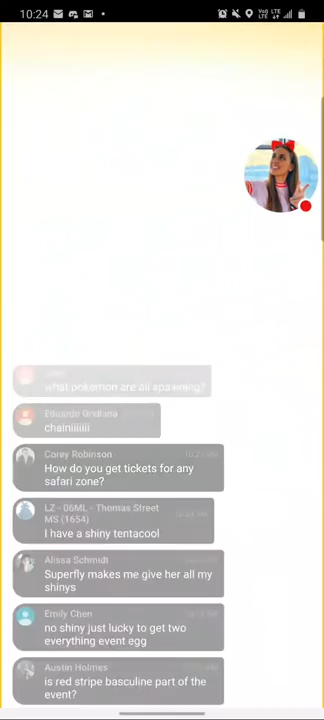 10:24
what pokemon are all spawning?
Eduardo Orellana
chainiiiiiii
Corey Robinson
How do you get tickets for any
safari zone?
LZ - 06ML - Thomas Street
MS (1654)
I have a shiny tentacool
Alissa Schmidt
Superfly makes me give her all my
shinys
Emily Chen
no shiny just lucky to get two
everything event egg
Austin Holmes
is red stripe basculine part of the
event?